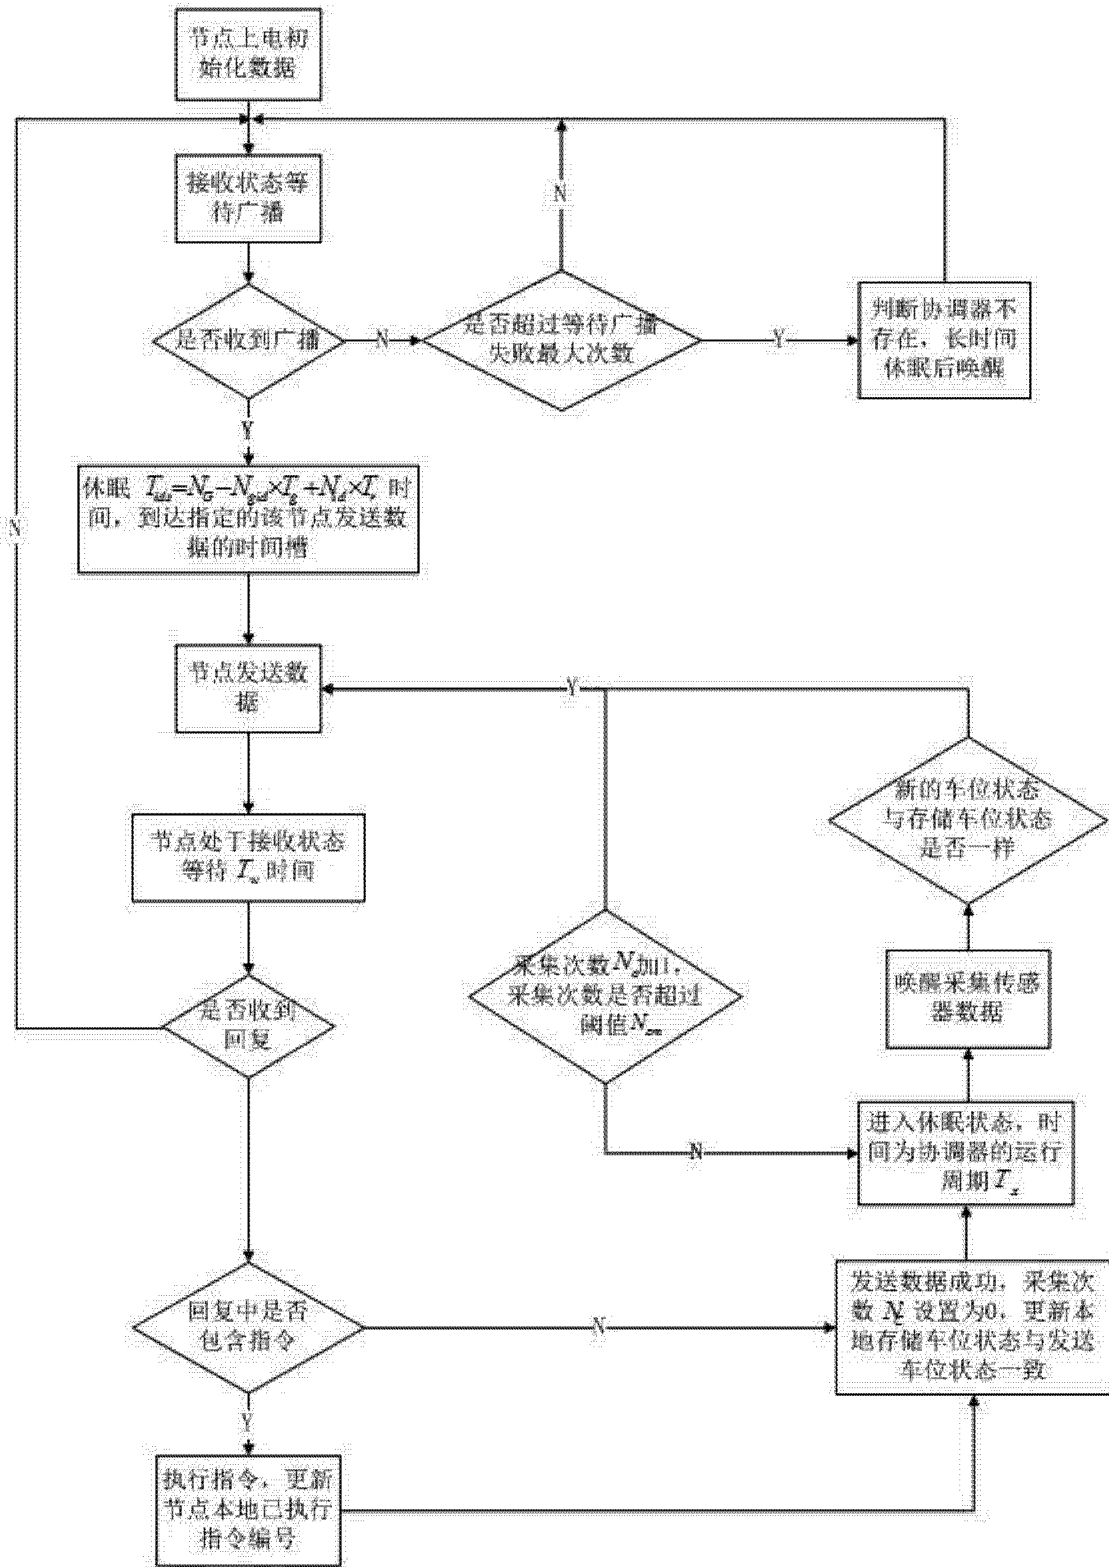 节点上电初
始化数据
接收状态等
待广播
N
是否收到广播
N
是否超过等待广播
失败最大次数
Y
判断协调器不
存在，长时间
休眠后唤醒
Y
休眠
时
间，到达指定的该节点发送数
据的时间槽
N
节点发送数
据
Y
新的车位状态
与存储车位状态
是否一样
节点处于接收状态
等待 T_w 时间
采集次数 N_c 加1，
采集次数是否超过
阈值
唤醒采集传感
器数据
是否收到
回复
N
进入休眠状态，时
间为协调器的运行
周期
发送数据成功，采集次
数 N_c 设置为0，更新本
地存储车位状态与发送
车位状态一致
回复中是否
包含指令
N
Y
执行指令，更新
节点本地已执行
指令编号